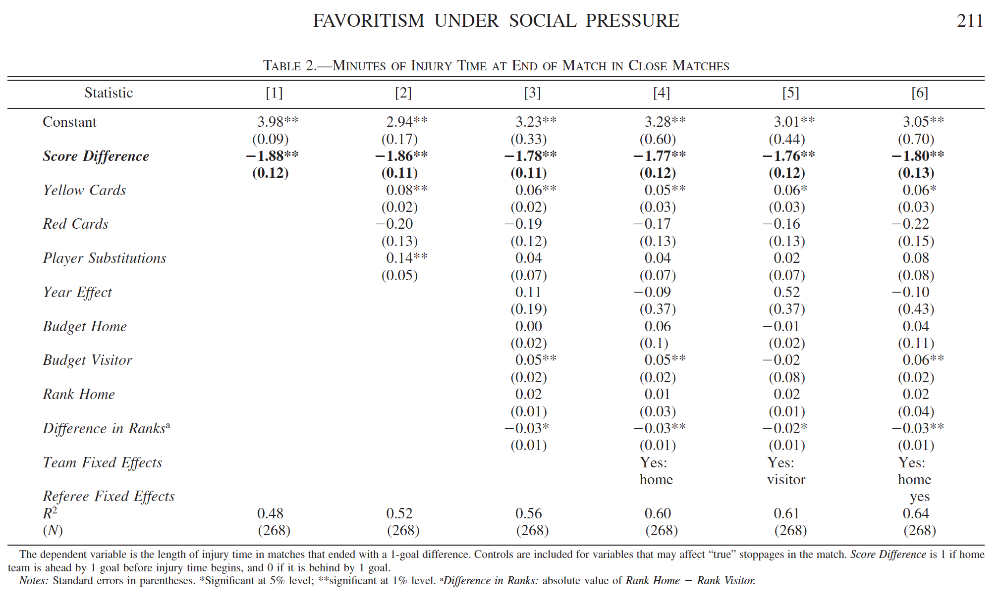 FAVORITISM UNDER SOCIAL PRESSURE 211
TABLE 2.—MINUTES OF INJURY TIME AT END OF MATCH IN CLOSE MATCHES
Statistic [1] [2] [3] [4] [5] [6]
Constant 3.98** 2.94** 3.23** 3.28** 3.01** 3.05**
(0.09) (0.17) (0.33) (0.60) (0.44) (0.70)
Score Difference −1.88** −1.86** −1.78** −1.77** −1.76** −1.80**
(0.12) (0.11) (0.11) (0.12) (0.12) (0.13)
Yellow Cards 0.08** 0.06** 0.05** 0.06* 0.06*
(0.02) (0.02) (0.03) (0.03) (0.03)
Red Cards −0.20 −0.19 −0.17 −0.16 −0.22
(0.13) (0.12) (0.13) (0.13) (0.15)
Player Substitutions 0.14** 0.04 0.04 0.02 0.08
(0.05) (0.07) (0.07) (0.07) (0.08)
Year Effect 0.11 −0.09 0.52 −0.10
(0.19) (0.37) (0.37) (0.43)
Budget Home 0.00 0.06 −0.01 0.04
(0.02) (0.1) (0.02) (0.11)
Budget Visitor 0.05** 0.05** −0.02 0.06**
(0.02) (0.02) (0.08) (0.02)
Rank Home 0.02 0.01 0.02 0.02
(0.01) (0.03) (0.01) (0.04)
Difference in Ranksᵃ −0.03* −0.03** −0.02* −0.03**
(0.01) (0.01) (0.01) (0.01)
Team Fixed Effects Yes: Yes: Yes:
home visitor home
Referee Fixed Effects yes
R² 0.48 0.52 0.56 0.60 0.61 0.64
(N) (268) (268) (268) (268) (268) (268)
The dependent variable is the length of injury time in matches that ended with a 1-goal difference. Controls are included for variables that may affect “true” stoppages in the match. Score Difference is 1 if home
team is ahead by 1 goal before injury time begins, and 0 if it is behind by 1 goal.
Notes: Standard errors in parentheses. *Significant at 5% level; **significant at 1% level. ᵃDifference in Ranks: absolute value of Rank Home − Rank Visitor.